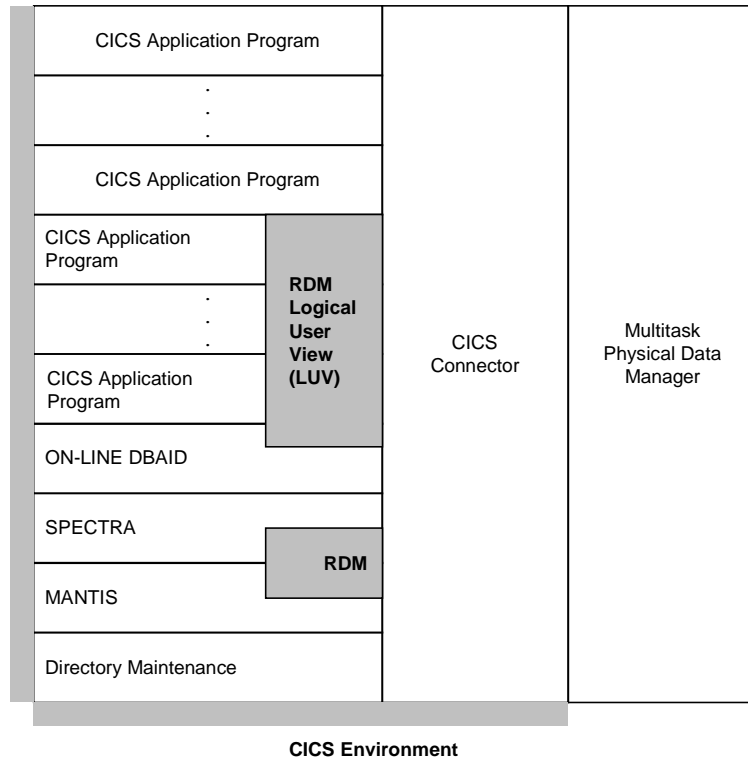 CICS Application Program
.
.
.
CICS Application Program
CICS Application
Program
.
.
.
CICS Application
Program
RDM
Logical
User
View
(LUV)
ON-LINE DBAID
SPECTRA
RDM
MANTIS
Directory Maintenance
CICS
Connector
Multitask
Physical Data
Manager
CICS Environment